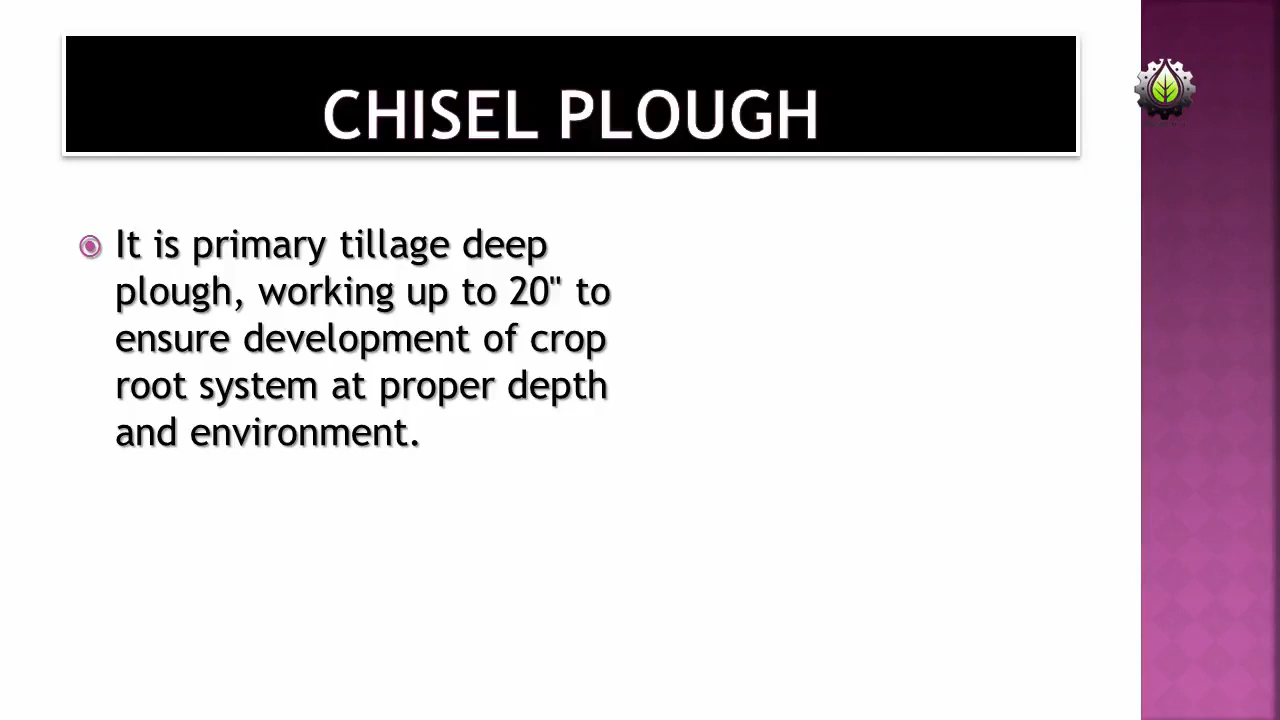 CHISEL PLOUGH
It is primary tillage deep
plough, working up to 20" to
ensure development of crop
root system at proper depth
and environment.